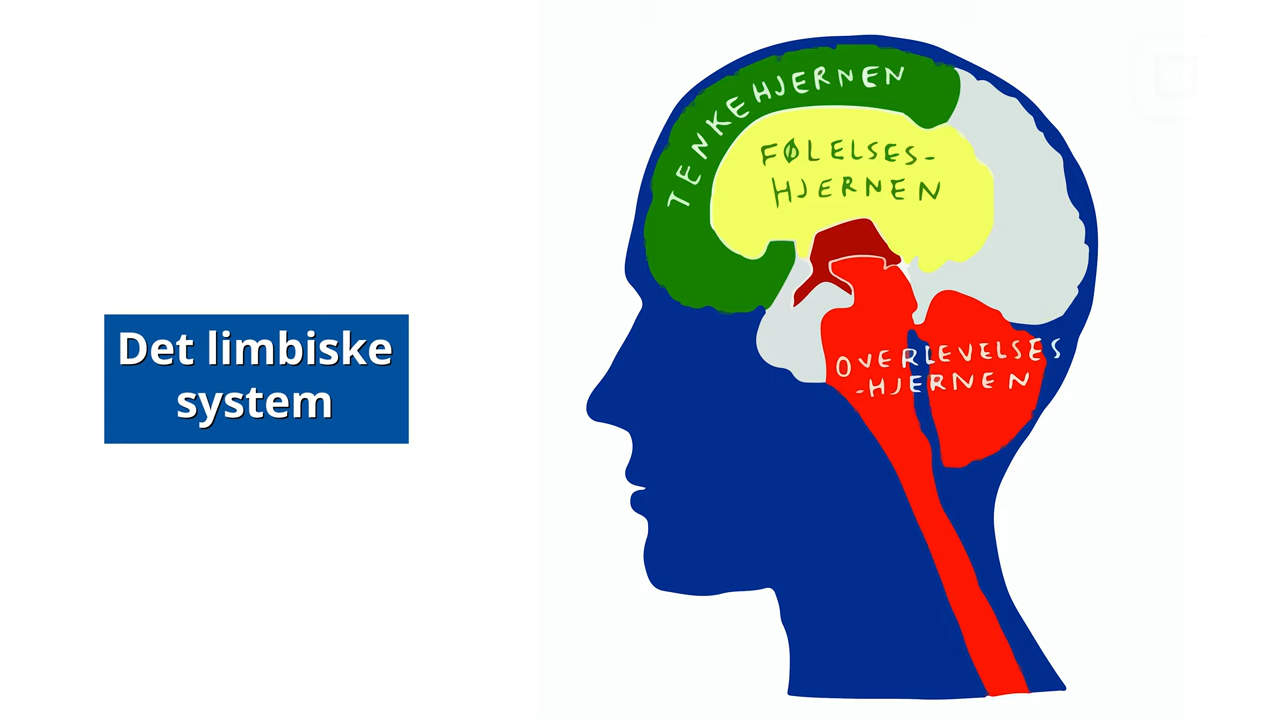 Det limbiske
system
TENKEHJERNEN
FØLELSES-
HJERNEN
OVERLEVELSES
-HJERNEN